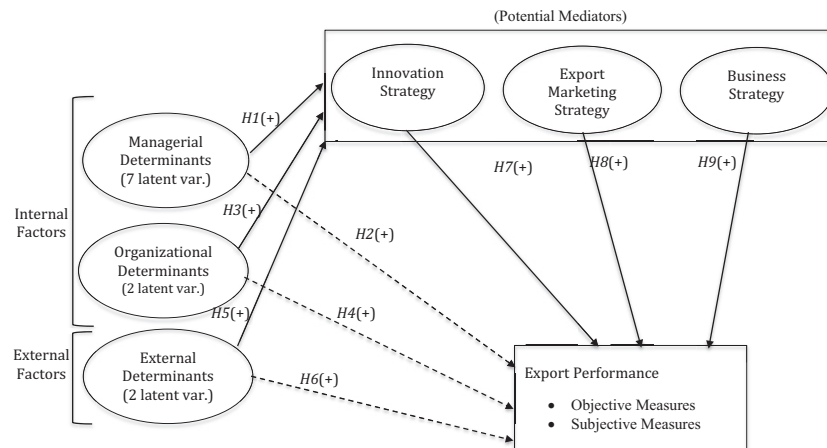 (Potential Mediators)
Innovation
Strategy
Export
Marketing
Strategy
Business
Strategy
H1(+)
Managerial
Determinants
(7 latent var.)
H7(+)
H8(+)
H9(+)
Internal
Factors
H3(+)
H2(+)
Organizational
Determinants
(2 latent var.)
H5(+)
H4(+)
External
Factors
External
Determinants
(2 latent var.)
H6(+)
Export Performance
• Objective Measures
• Subjective Measures